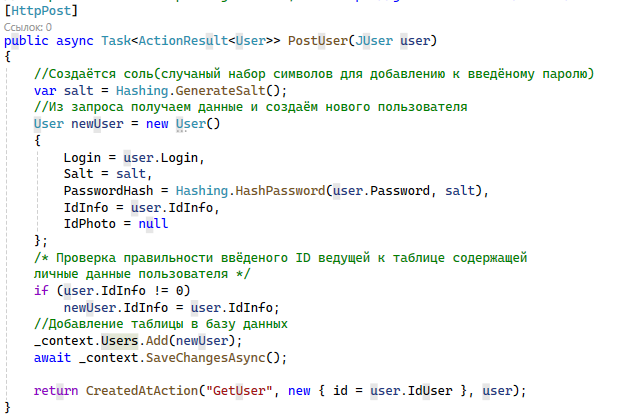 [HttpPost]
Ссылок: 0
public async Task<ActionResult<User>> PostUser(JUser user)
{
//Создаётся соль(случаный набор символов для добавлению к введёному паролю)
var salt = Hashing.GenerateSalt();
//Из запроса получаем данные и создаём нового пользователя
User newUser = new User()
{
Login = user.Login,
Salt = salt,
PasswordHash = Hashing.HashPassword(user.Password, salt),
IdInfo = user.IdInfo,
IdPhoto = null
};
/* Проверка правильности ввёденого ID ведущей к таблице содержащей
личные данные пользователя */
if (user.IdInfo != 0)
newUser.IdInfo = user.IdInfo;
//Добавление таблицы в базу данных
_context.Users.Add(newUser);
await _context.SaveChangesAsync();
return CreatedAtAction("GetUser", new { id = user.IdUser }, user);
}